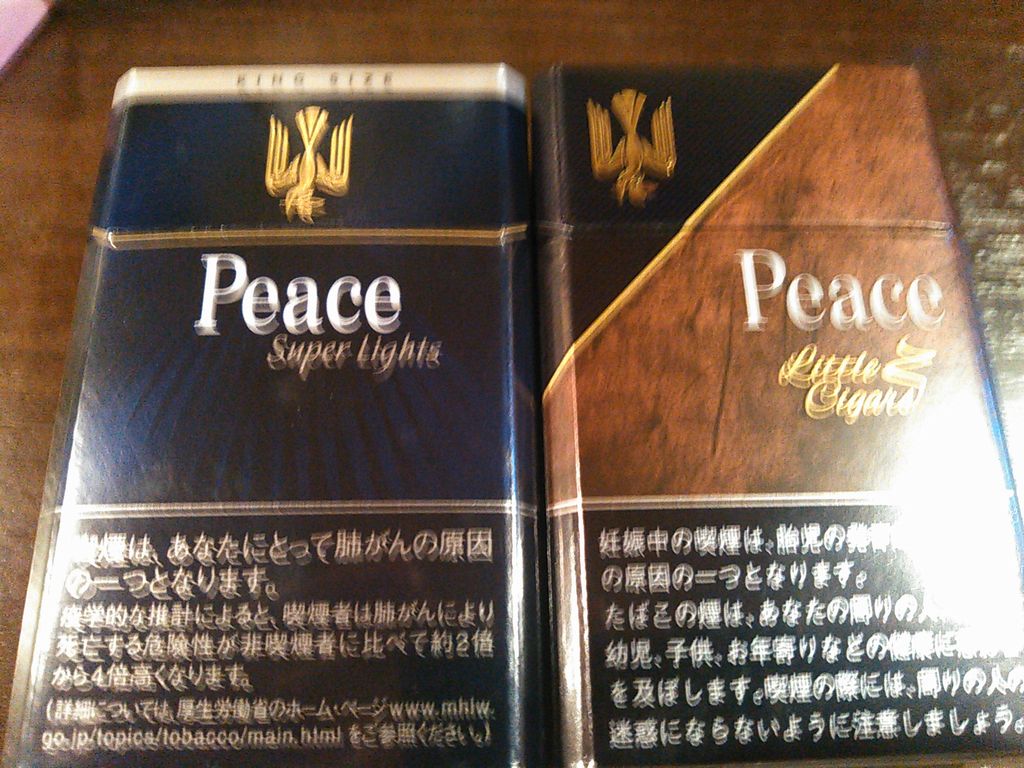 KING SIZE
Peace
Super Lights
煙は、あなたにとって肺がんの原因
の一つとなります。
疫学的な推計によると、喫煙者は肺がんにより
死亡する危険性が非喫煙者に比べて約2倍
から4倍高くなります。
(詳細については、厚生労働省のホーム・ページwww.mhlw.
go.jp/topics/tobacco/main.htmlをご参照ください。)
Peace
Little
Cigars
妊娠中の喫煙は、胎児の発育
の原因の一つとなります。
たばこの煙は、あなたの周りの人
幼児、子供、お年寄りなどの健康に
を及ぼします。喫煙の際には、周りの人の
迷惑にならないように注意しましょう。